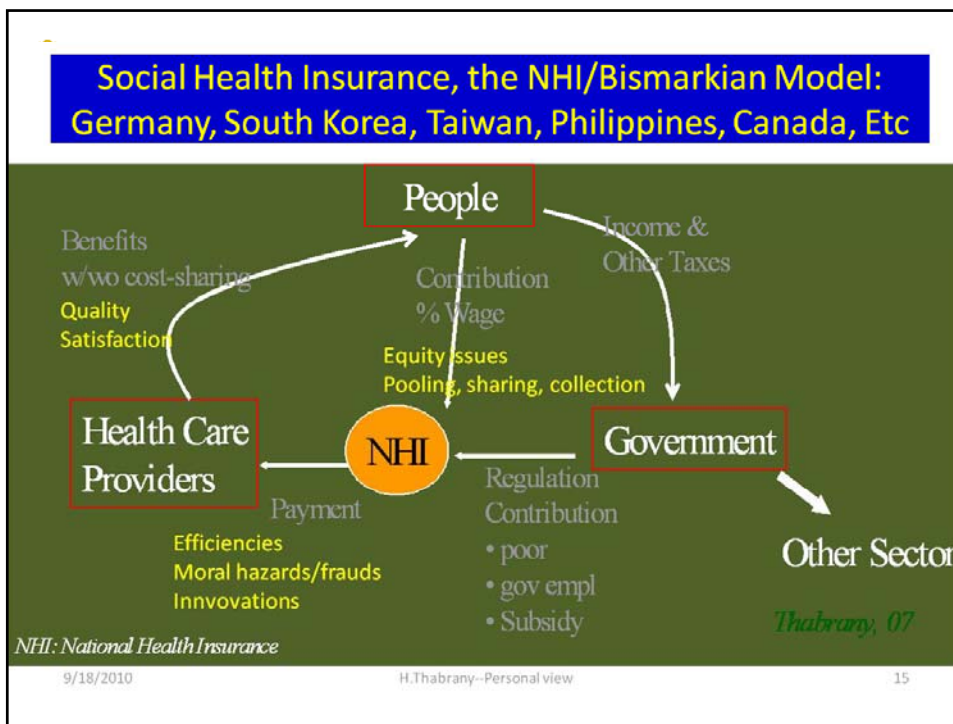 Social Health Insurance, the NHI/Bismarkian Model:
Germany, South Korea, Taiwan, Philippines, Canada, Etc
People
Benefits
w/wo cost-sharing
Quality
Satisfaction
Contribution
% Wage
Income &
Other Taxes
Equity issues
Pooling, sharing, collection
Health Care
Providers
NHI
Government
Payment
Efficiencies
Moral hazards/frauds
Innvovations
Regulation
Contribution
• poor
• gov empl
• Subsidy
Other Sector
Thabrany, 07
NHI: National Health Insurance
9/18/2010
H.Thabrany--Personal view
15